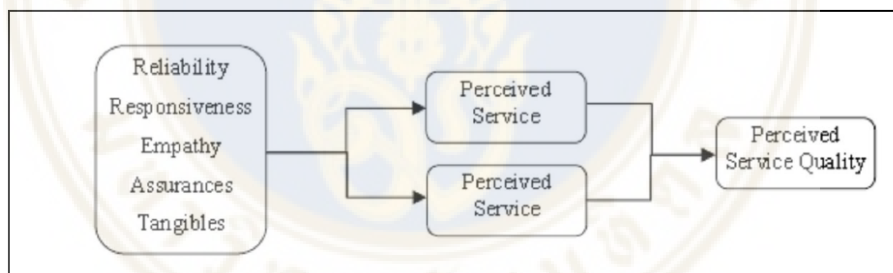 Reliability
Responsiveness
Empathy
Assurances
Tangibles
Perceived
Service
Perceived
Service
Perceived
Service Quality